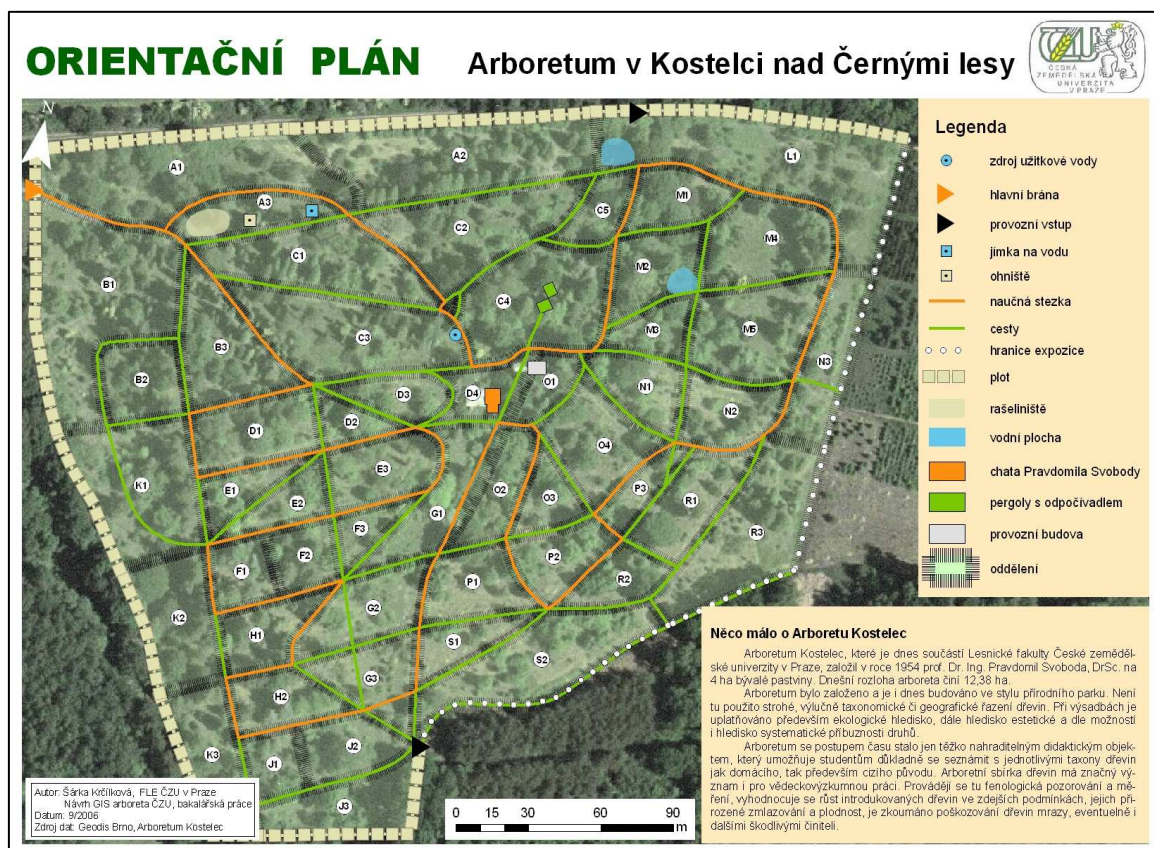 ORIENTAČNÍ PLÁN
Arboretum v Kostelci nad Černými lesy
ČZU
ČESKÁ
ZEMĚDĚLSKÁ
UNIVERZITA
V PRAZE
N
A1
A2
L1
A3
M1
C5
C2
M4
C1
M2
B1
C4
M3
M5
C3
B3
N3
B2
D3
D4
O1
N1
N2
D1
D2
O4
E3
K1
E1
E2
O2
O3
P3
R1
G1
F3
R3
F1
F2
P2
P1
R2
K2
G2
H1
S1
S2
G3
H2
K3
J1
J2
J3
Legenda
zdroj užitkové vody
hlavní brána
provozní vstup
jímka na vodu
ohniště
naučná stezka
cesty
hranice expozice
plot
rašeliniště
vodní plocha
chata Pravdomila Svobody
pergoly s odpočívadlem
provozní budova
oddělení
Něco málo o Arboretu Kostelec
Arboretum Kostelec, které je dnes součástí Lesnické fakulty České zeměděl-
ské univerzity v Praze, založil v roce 1954 prof. Dr. Ing. Pravdomil Svoboda, DrSc. na
4 ha bývalé pastviny. Dnešní rozloha arboreta činí 12,38 ha.
Arboretum bylo založeno a je i dnes budováno ve stylu přírodního parku. Není
tu použito strohé, výlučně taxonomické či geografické řazení dřevin. Při výsadbách je
uplatňováno především ekologické hledisko, dále hledisko estetické a dle možností
i hledisko systematické příbuznosti druhů.
Arboretum se postupem času stalo jen těžko nahraditelným didaktickým objek-
tem, který umožňuje studentům důkladně se seznámit s jednotlivými taxony dřevin
jak domácího, tak především cizího původu. Arboretní sbírka dřevin má značný výz-
nam i pro vědeckovýzkumnou práci. Provádějí se tu fenologická pozorování a mě-
ření, vyhodnocuje se růst introdukovaných dřevin ve zdejších podmínkách, jejich při-
rozené zmlazování a plodnost, je zkoumáno poškozování dřevin mrazy, eventuelně i
dalšími škodlivými činiteli.
Autor: Šárka Krčílková, FLE ČZU v Praze
Návrh GIS arboreta ČZU, bakalářská práce
Datum: 9/2006
Zdroj dat: Geodis Brno, Arboretum Kostelec
0 15 30 60 90
m